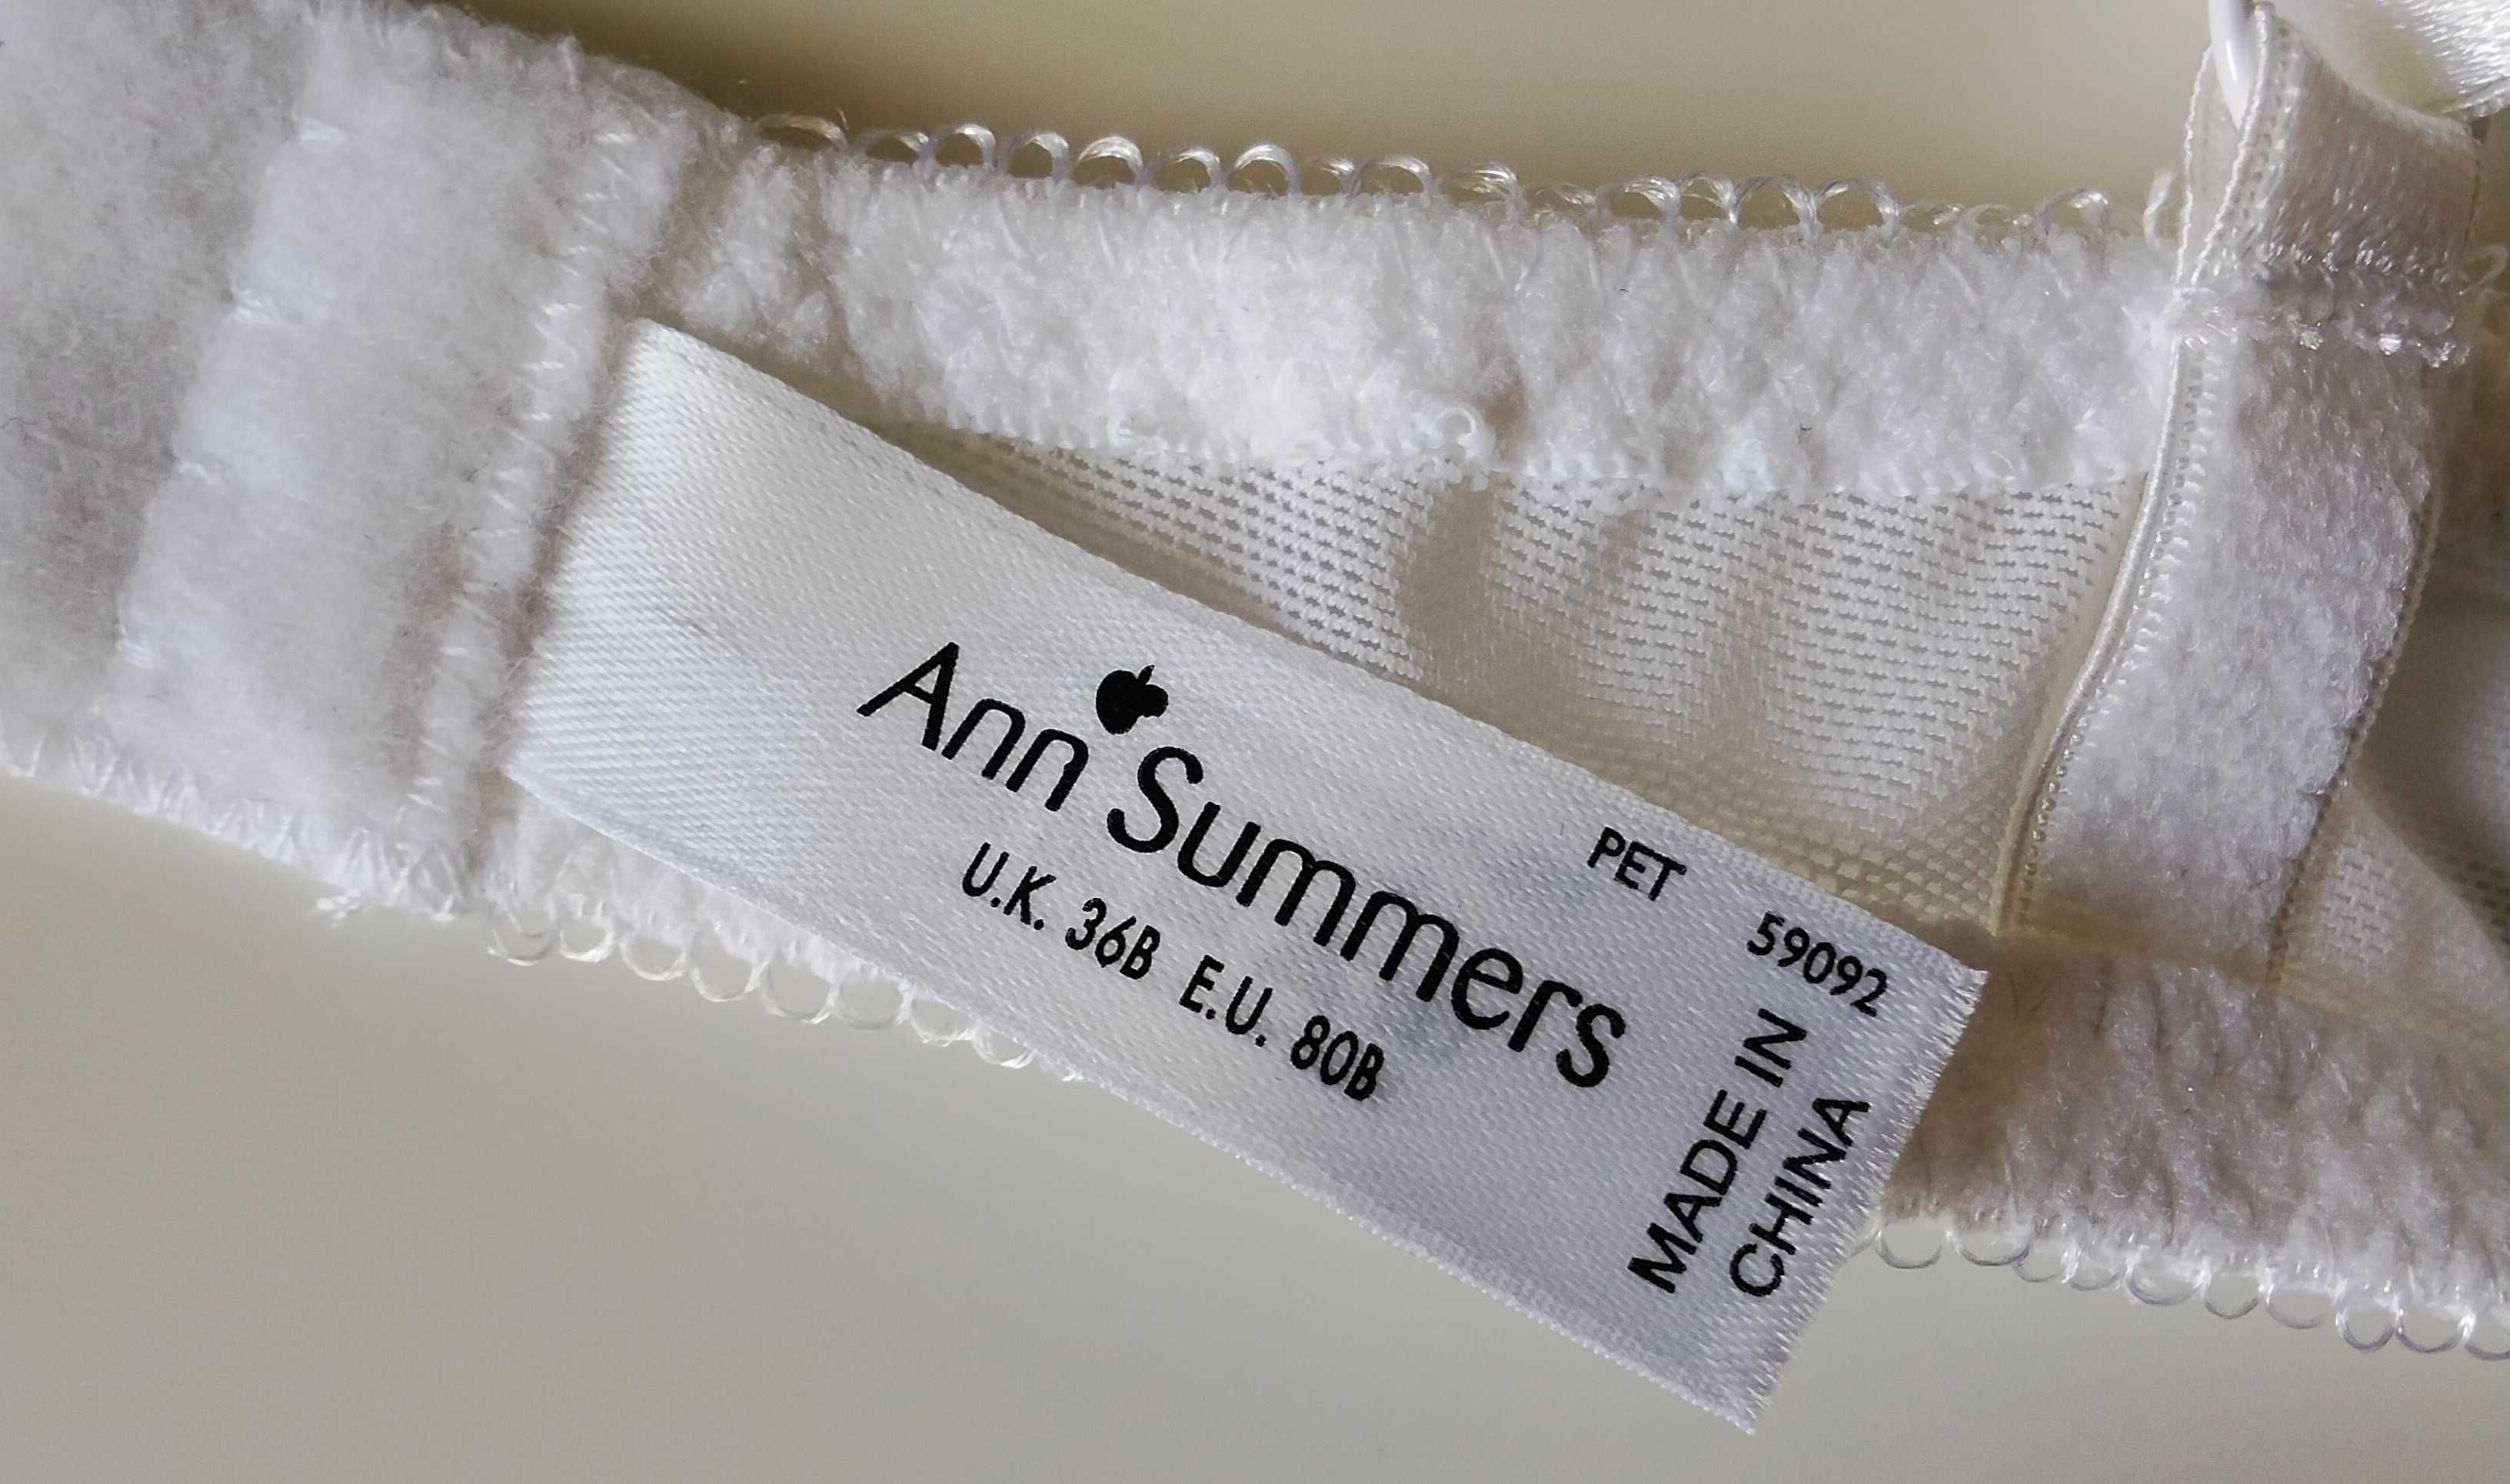 Ann Summers
U.K. 36B E.U. 80B
PET 59092
MADE IN
CHINA